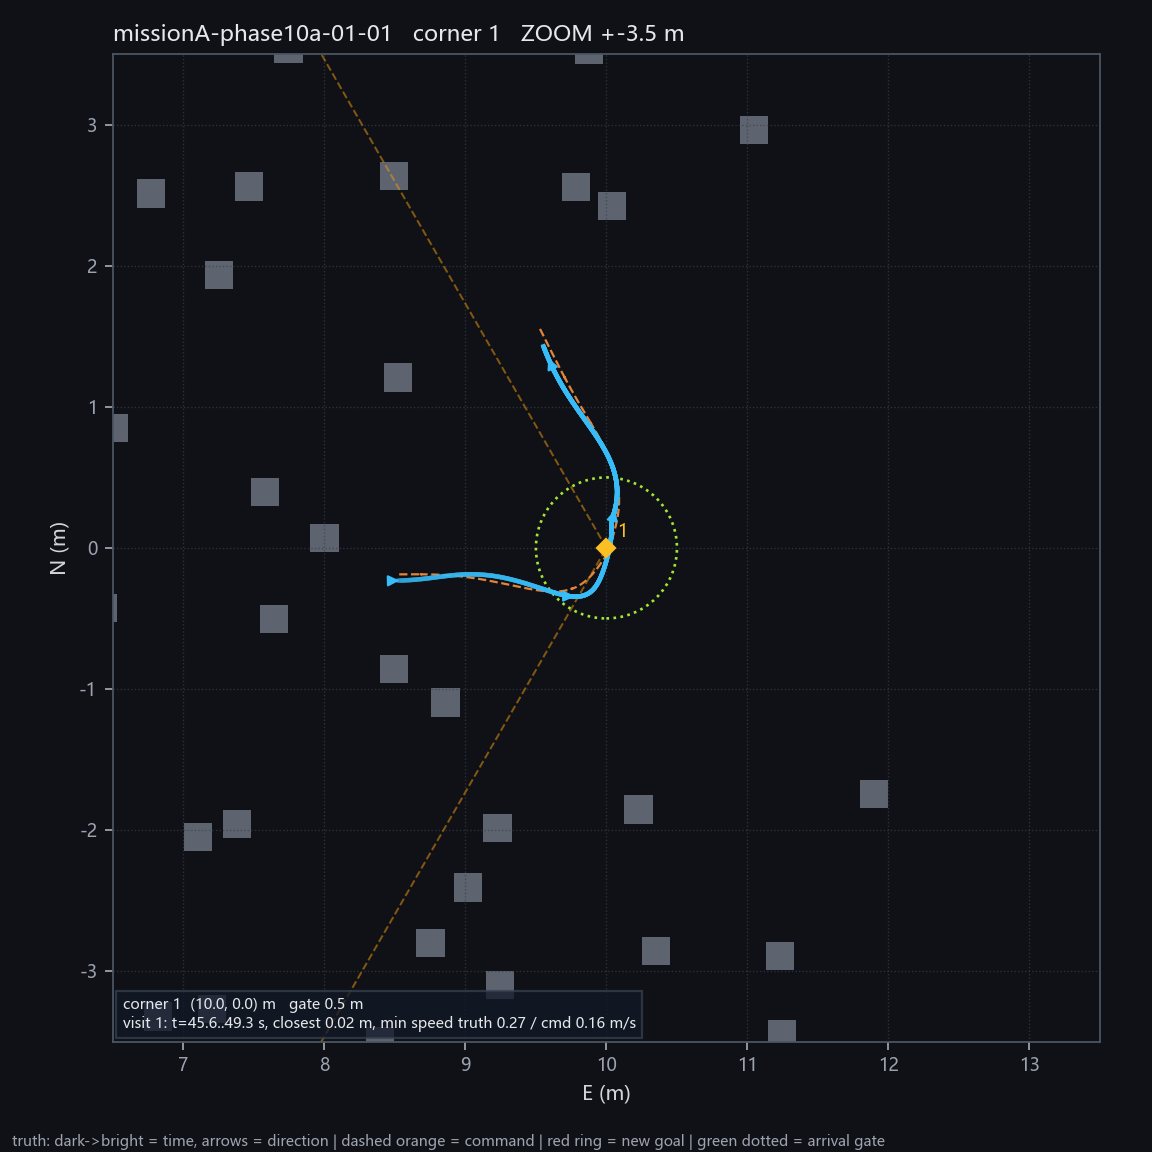 missionA-phase10a-01-01   corner 1   ZOOM +-3.5 m
3
2
1
0
-1
-2
-3
N (m)
1
corner 1  (10.0, 0.0) m   gate 0.5 m
visit 1: t=45.6..49.3 s, closest 0.02 m, min speed truth 0.27 / cmd 0.16 m/s
7 8 9 10 11 12 13
E (m)
truth: dark->bright = time, arrows = direction | dashed orange = command | red ring = new goal | green dotted = arrival gate